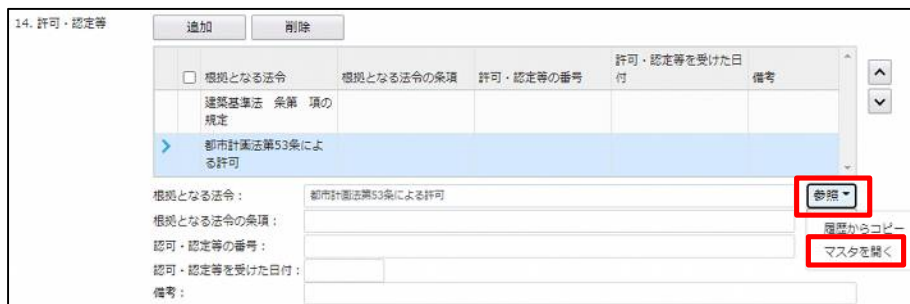 14. 許可・認定等 追加 削除
根拠となる法令 根拠となる法令の条項 許可・認定等の番号 許可・認定等を受けた日付 備考
建築基準法 条第 項の
規定
都市計画法第53条によ
る許可
根拠となる法令： 都市計画法第53条による許可 参照
根拠となる法令の条項：
履歴からコピー
認可・認定等の番号：
マスタを開く
認可・認定等を受けた日付：
備考：